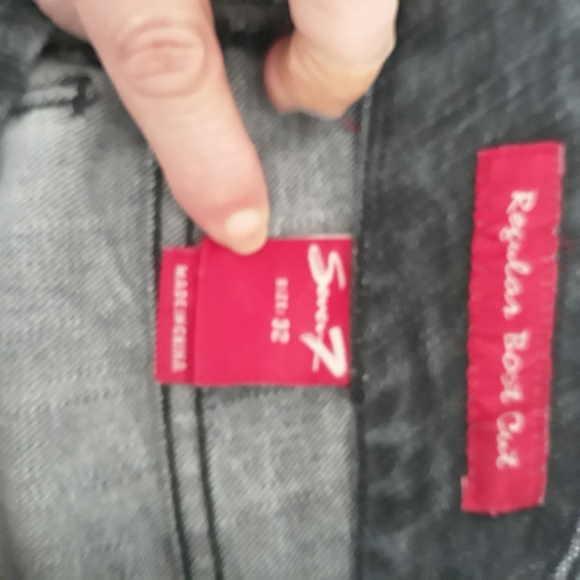 Seven7
SIZE: 32
MADE IN CHINA
Regular Boot Cut